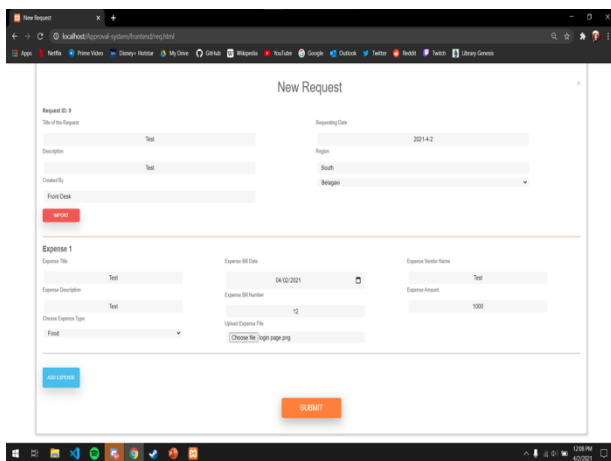 New Request
localhost/Approval-system/frontend/req.html
Apps Netflix Prime Video Disney+ Hotstar My Drive GitHub Wikipedia YouTube Google Outlook Twitter Reddit Twitch Library Genesis
New Request
Request ID: 9
Title of the Request Requesting Date
Test 2021-4-2
Description Region
Test South
Created By Belagavi
Front Desk
IMPORT
Expense 1
Expense Title Expense Bill Date Expense Vendor Name
Test 04/02/2021 Test
Expense Description Expense Bill Number Expense Amount
Test 12 1000
Choose Expense Type Upload Expense File
Food Choose file login page.png
ADD EXPENSE
SUBMIT
12:08 PM
4/2/2021